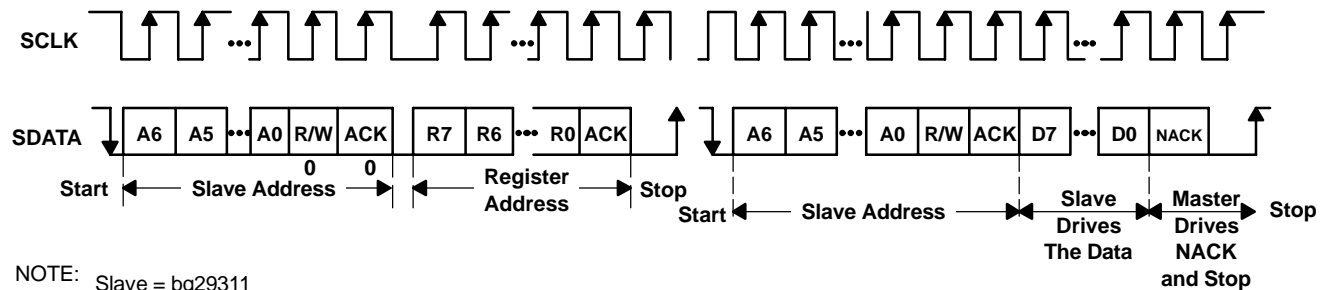 SCLK
SDATA
A6 A5 ••• A0 R/W ACK R7 R6 ••• R0 ACK A6 A5 ••• A0 R/W ACK D7 ••• D0 NACK
0 0
Start Slave Address Register Address Stop Start Slave Address Slave Drives The Data Master Drives NACK and Stop Stop
NOTE: Slave = bq29311